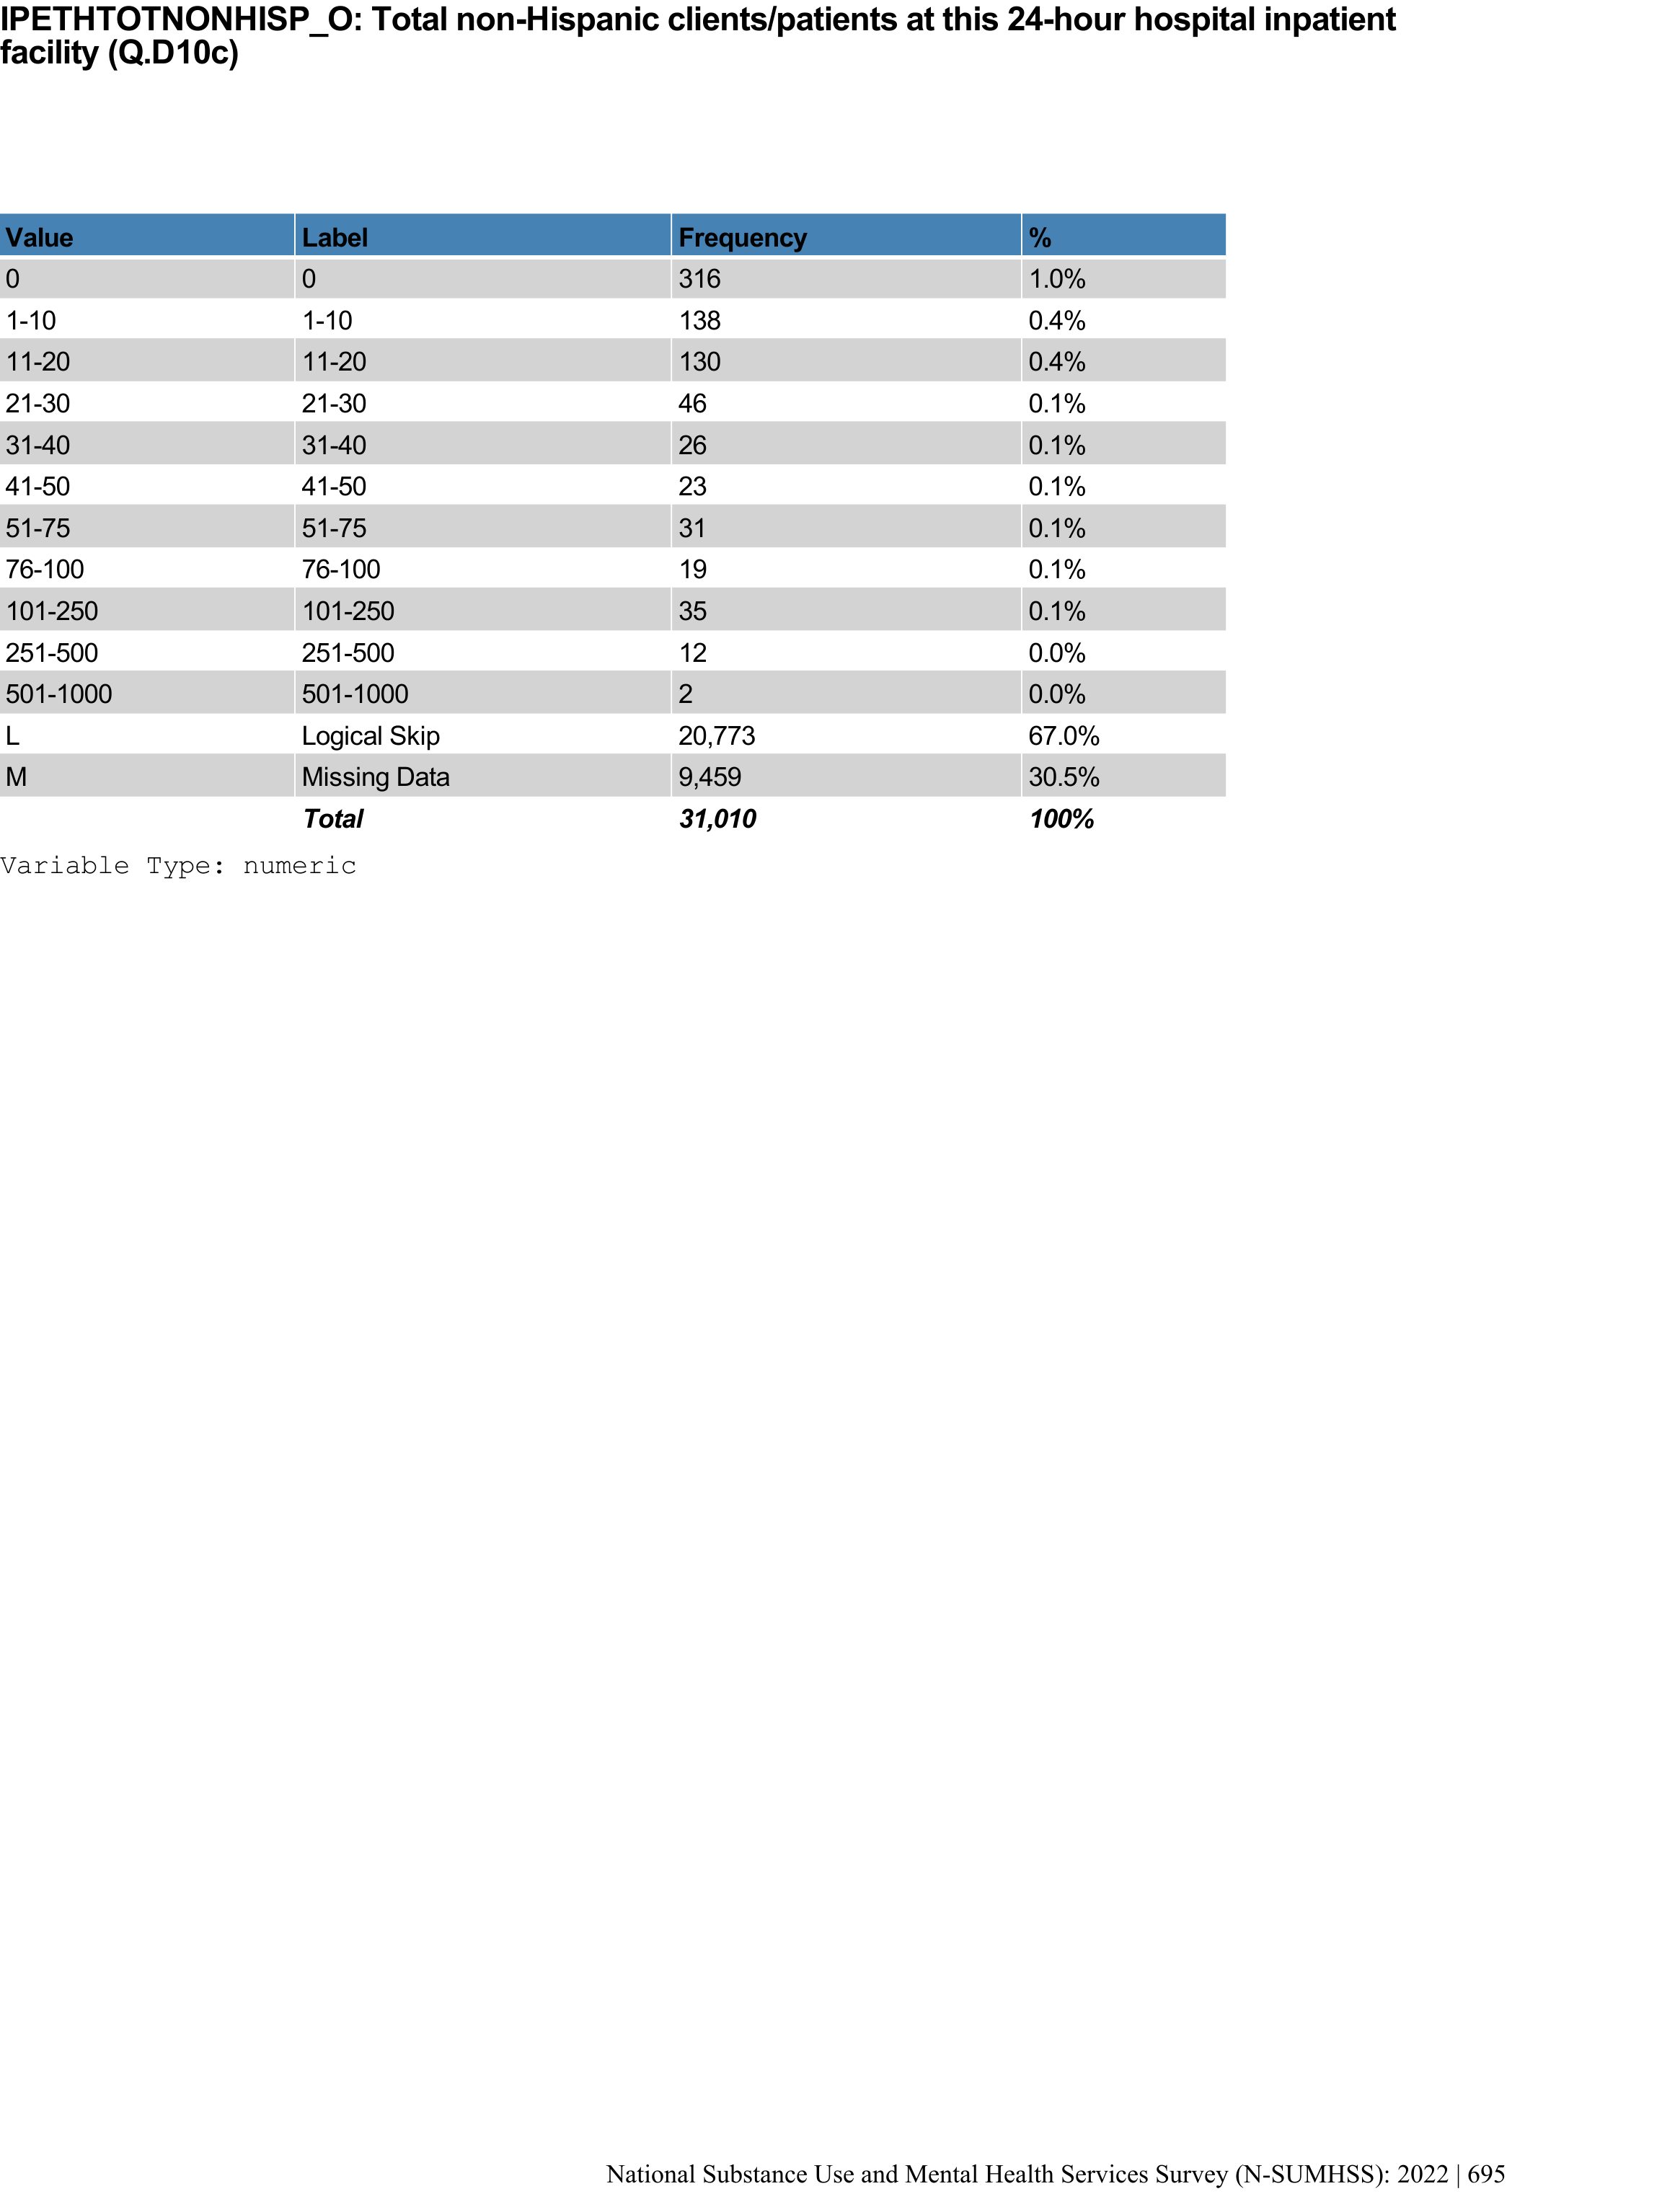 IPETHTOTNONHISP_O: Total non-Hispanic clients/patients at this 24-hour hospital inpatient
facility (Q.D10c)
Value Label Frequency %
0 0 316 1.0%
1-10 1-10 138 0.4%
11-20 11-20 130 0.4%
21-30 21-30 46 0.1%
31-40 31-40 26 0.1%
41-50 41-50 23 0.1%
51-75 51-75 31 0.1%
76-100 76-100 19 0.1%
101-250 101-250 35 0.1%
251-500 251-500 12 0.0%
501-1000 501-1000 2 0.0%
L Logical Skip 20,773 67.0%
M Missing Data 9,459 30.5%
Total 31,010 100%
Variable Type: numeric
National Substance Use and Mental Health Services Survey (N-SUMHSS): 2022 | 695